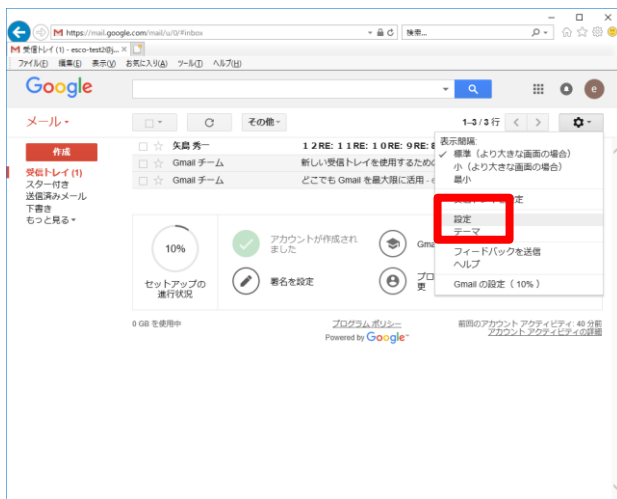 https://mail.google.com/mail/u/0/#inbox
検索...
受信トレイ (1) - esco-test2@j...
ファイル(F) 編集(E) 表示(V) お気に入り(A) ツール(T) ヘルプ(H)
Google
e
メール
その他
1–3 / 3 行
作成
受信トレイ (1)
スター付き
送信済みメール
下書き
もっと見る
矢島 秀一 1 2 RE: 1 1 RE: 1 0 RE: 9 RE: 8
Gmail チーム 新しい受信トレイを使用するため
Gmail チーム どこでも Gmail を最大限に活用 -
表示間隔:
標準（より大きな画面の場合）
小（より大きな画面の場合）
最小
設定
テーマ
フィードバックを送信
ヘルプ
Gmail の設定（ 10% ）
10%
セットアップの
進行状況
アカウントが作成され
ました
Gma
署名を設定
プロ
更
0 GB を使用中
プログラム ポリシー
Powered by Google
前回のアカウント アクティビティ: 40 分前
アカウント アクティビティの詳細